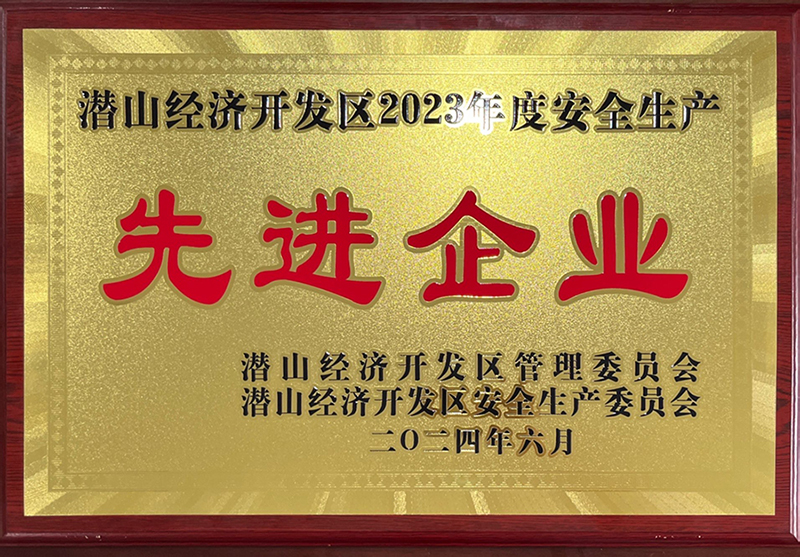 潜山经济开发区2023年度安全生产
先进企业
潜山经济开发区管理委员会
潜山经济开发区安全生产委员会
二〇二四年六月